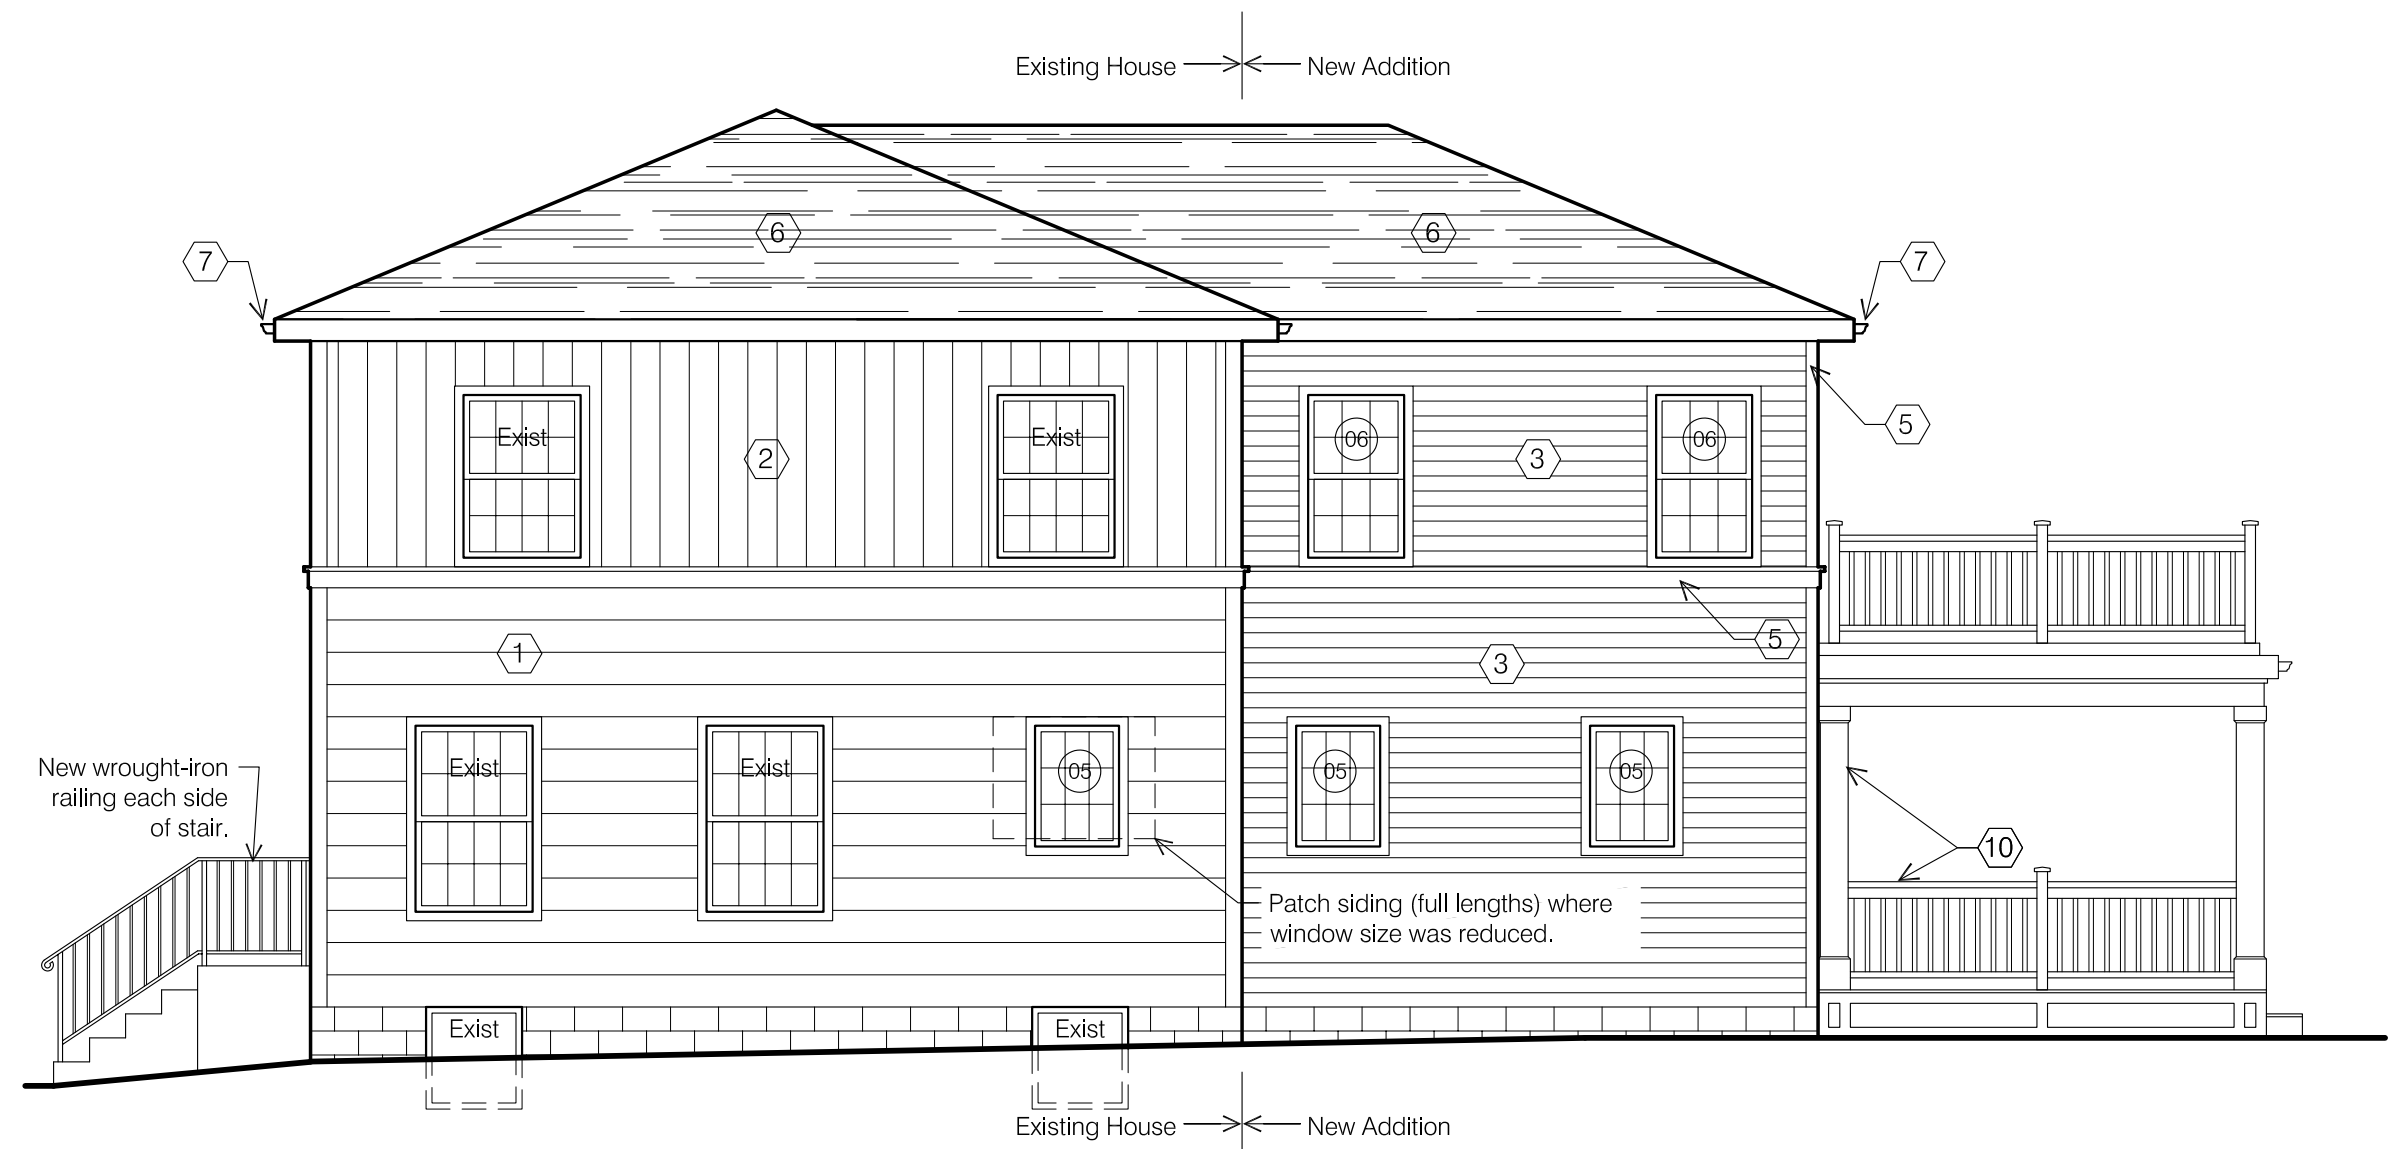 Existing House
New Addition
6
6
7
7
5
Exist
Exist
06
06
2
3
5
1
3
New wrought-iron
railing each side
of stair.
Exist
Exist
05
05
05
10
Patch siding (full lengths) where
window size was reduced.
Exist
Exist
Existing House
New Addition